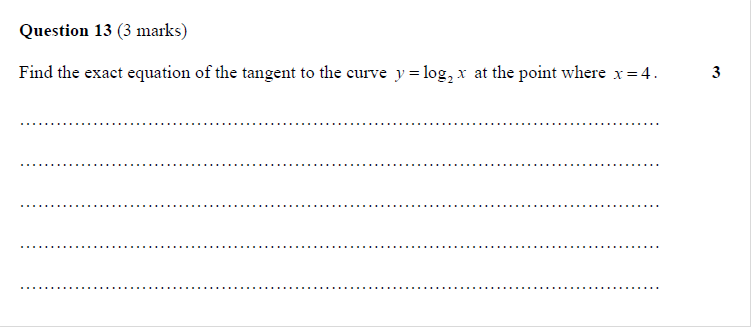 Question 13 (3 marks)
Find the exact equation of the tangent to the curve y = log₂ x at the point where x = 4. 3